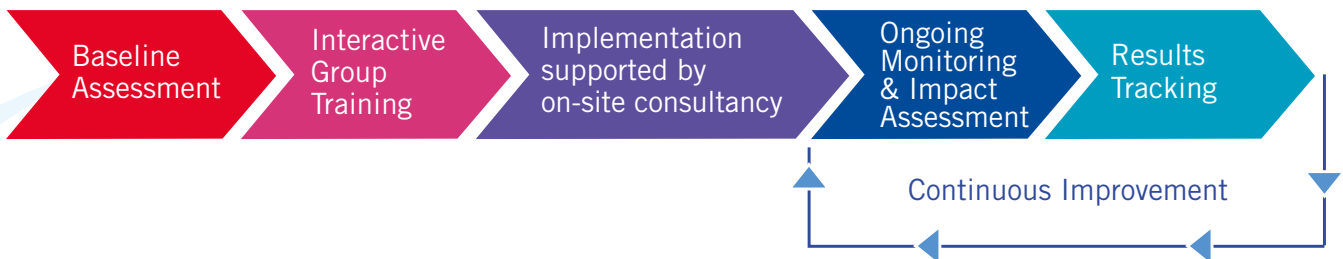 Baseline
Assessment
Interactive
Group
Training
Implementation
supported by
on-site consultancy
Ongoing
Monitoring
& Impact
Assessment
Results
Tracking
Continuous Improvement